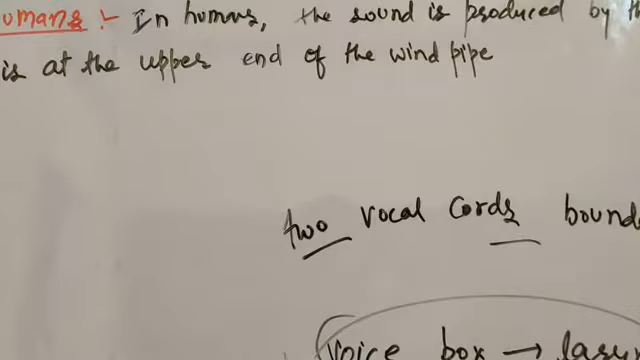 umans :- In humans, the sound is produced by th
is at the upper end of the wind pipe
two vocal cords bound
voice box → lary